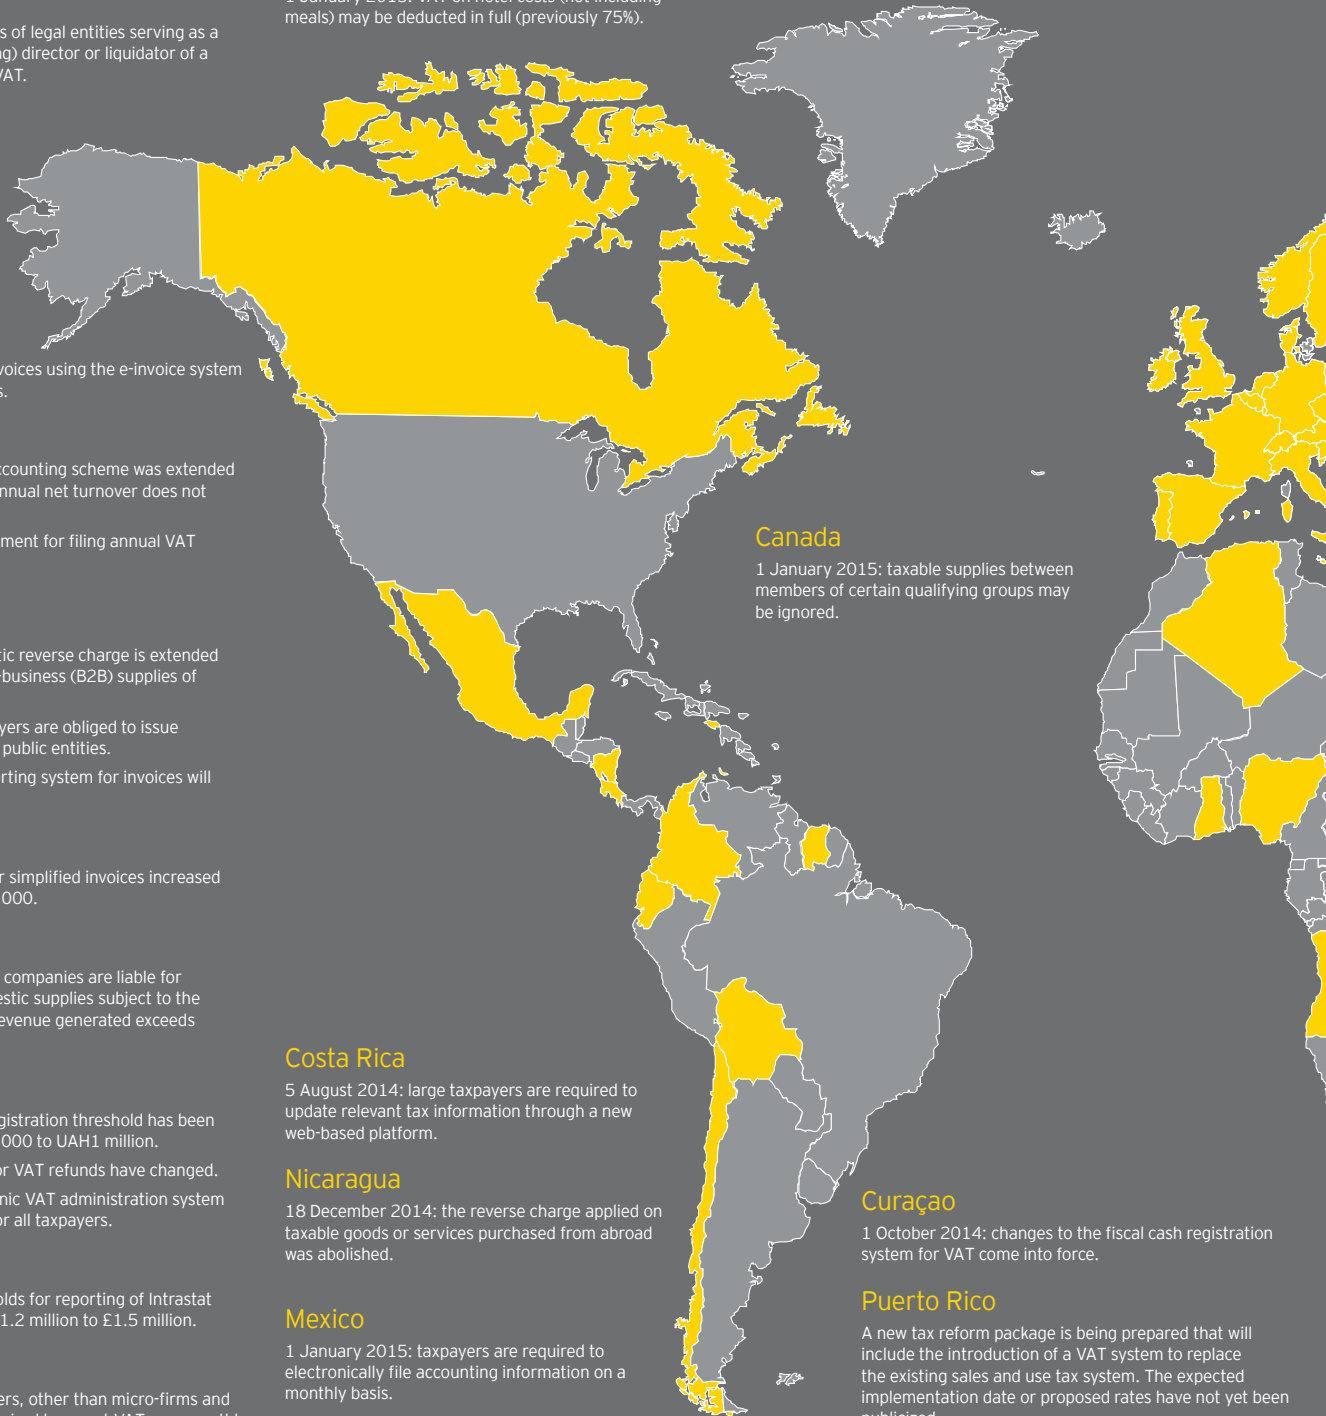 s of legal entities serving as a
ng) director or liquidator of a
VAT.
voices using the e-invoice system
s.
ccounting scheme was extended
nnual net turnover does not
ment for filing annual VAT
tic reverse charge is extended
-business (B2B) supplies of
yers are obliged to issue
public entities.
rting system for invoices will
r simplified invoices increased
000.
companies are liable for
estic supplies subject to the
evenue generated exceeds
gistration threshold has been
000 to UAH1 million.
or VAT refunds have changed.
nic VAT administration system
or all taxpayers.
olds for reporting of Intrastat
1.2 million to £1.5 million.
ers, other than micro-firms and
1 January 2015: VAT on hotel costs (not including
meals) may be deducted in full (previously 75%).
Costa Rica
5 August 2014: large taxpayers are required to
update relevant tax information through a new
web-based platform.
Nicaragua
18 December 2014: the reverse charge applied on
taxable goods or services purchased from abroad
was abolished.
Mexico
1 January 2015: taxpayers are required to
electronically file accounting information on a
monthly basis.
Canada
1 January 2015: taxable supplies between
members of certain qualifying groups may
be ignored.
Curaçao
1 October 2014: changes to the fiscal cash registration
system for VAT come into force.
Puerto Rico
A new tax reform package is being prepared that will
include the introduction of a VAT system to replace
the existing sales and use tax system. The expected
implementation date or proposed rates have not yet been
publicized